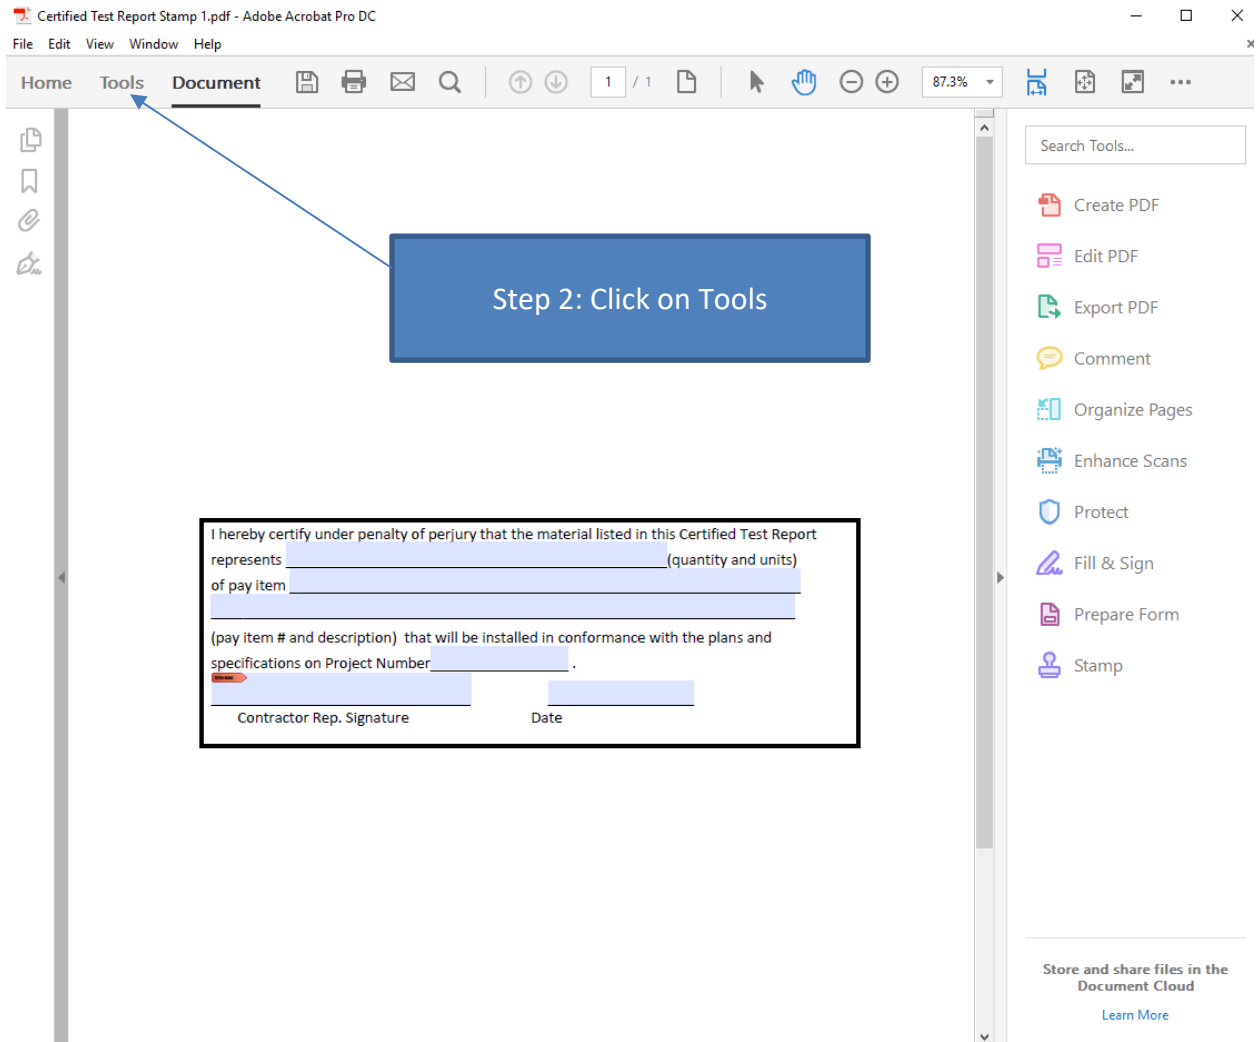 Certified Test Report Stamp 1.pdf - Adobe Acrobat Pro DC
File Edit View Window Help
Home Tools Document 1 / 1 87.3%
Search Tools...
Create PDF
Edit PDF
Export PDF
Comment
Organize Pages
Enhance Scans
Protect
Fill & Sign
Prepare Form
Stamp
Step 2: Click on Tools
I hereby certify under penalty of perjury that the material listed in this Certified Test Report
represents (quantity and units)
of pay item
(pay item # and description) that will be installed in conformance with the plans and
specifications on Project Number .
Contractor Rep. Signature Date
Store and share files in the
Document Cloud
Learn More